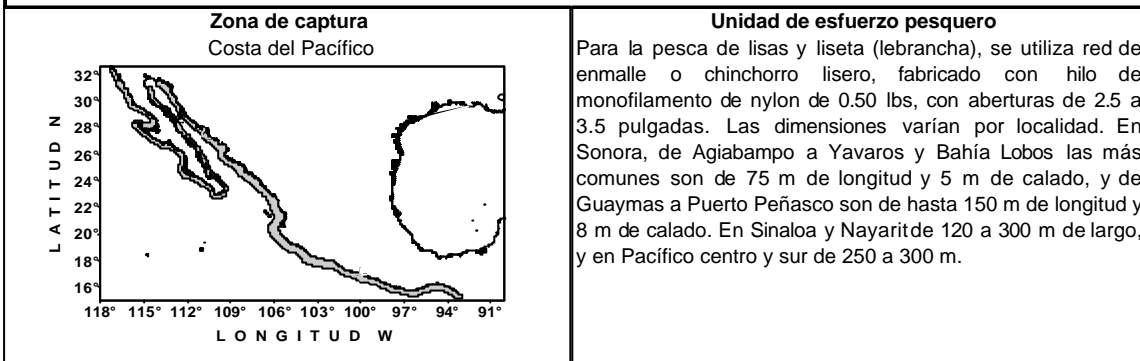 Zona de captura
Costa del Pacífico
32°
30°
28°
26°
24°
22°
20°
18°
16°
LATITUD N
118° 115° 112° 109° 106° 103° 100° 97° 94° 91°
LONGITUD W
Unidad de esfuerzo pesquero
Para la pesca de lisas y liseta (lebrancha), se utiliza red de
enmalle o chinchorro lisero, fabricado con hilo de
monofilamento de nylon de 0.50 lbs, con aberturas de 2.5 a
3.5 pulgadas. Las dimensiones varían por localidad. En
Sonora, de Agiabampo a Yavaros y Bahía Lobos las más
comunes son de 75 m de longitud y 5 m de calado, y de
Guaymas a Puerto Peñasco son de hasta 150 m de longitud y
8 m de calado. En Sinaloa y Nayarit de 120 a 300 m de largo,
y en Pacífico centro y sur de 250 a 300 m.